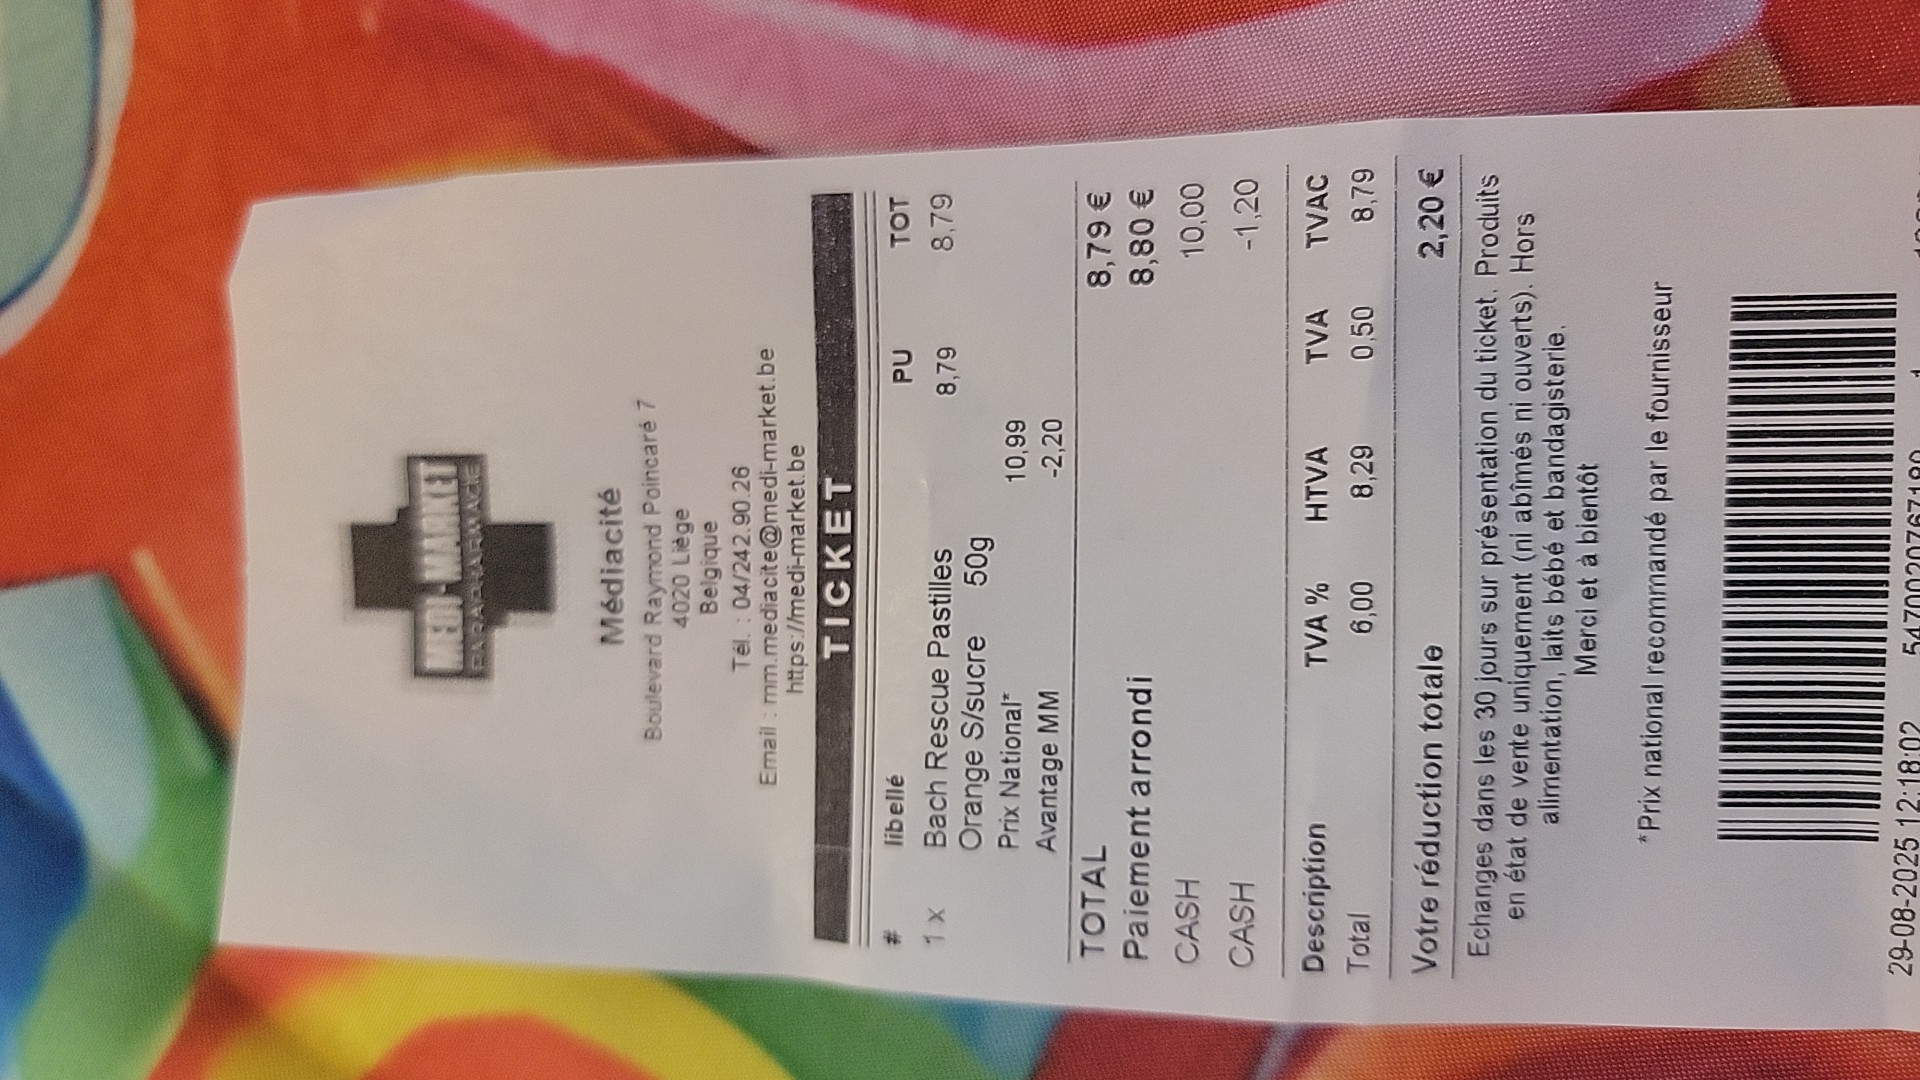 MEDI-MARKET
PARAPHARMACIE
Médiacité
Boulevard Raymond Poincaré 7
4020 Liège
Belgique
Tél. : 04/242.90.26
Email : mm.mediacite@medi-market.be
https://medi-market.be
TICKET
# libellé PU TOT
1 x Bach Rescue Pastilles 8,79 8,79
Orange S/sucre 50g
Prix National* 10,99
Avantage MM -2,20
TOTAL 8,79 €
Paiement arrondi 8,80 €
CASH 10,00
CASH -1,20
Description TVA % HTVA TVA TVAC
Total 6,00 8,29 0,50 8,79
Votre réduction totale 2,20 €
Echanges dans les 30 jours sur présentation du ticket. Produits
en état de vente uniquement (ni abîmés ni ouverts). Hors
alimentation, laits bébé et bandagisterie.
Merci et à bientôt
*Prix national recommandé par le fournisseur
29-08-2025 12:18:02